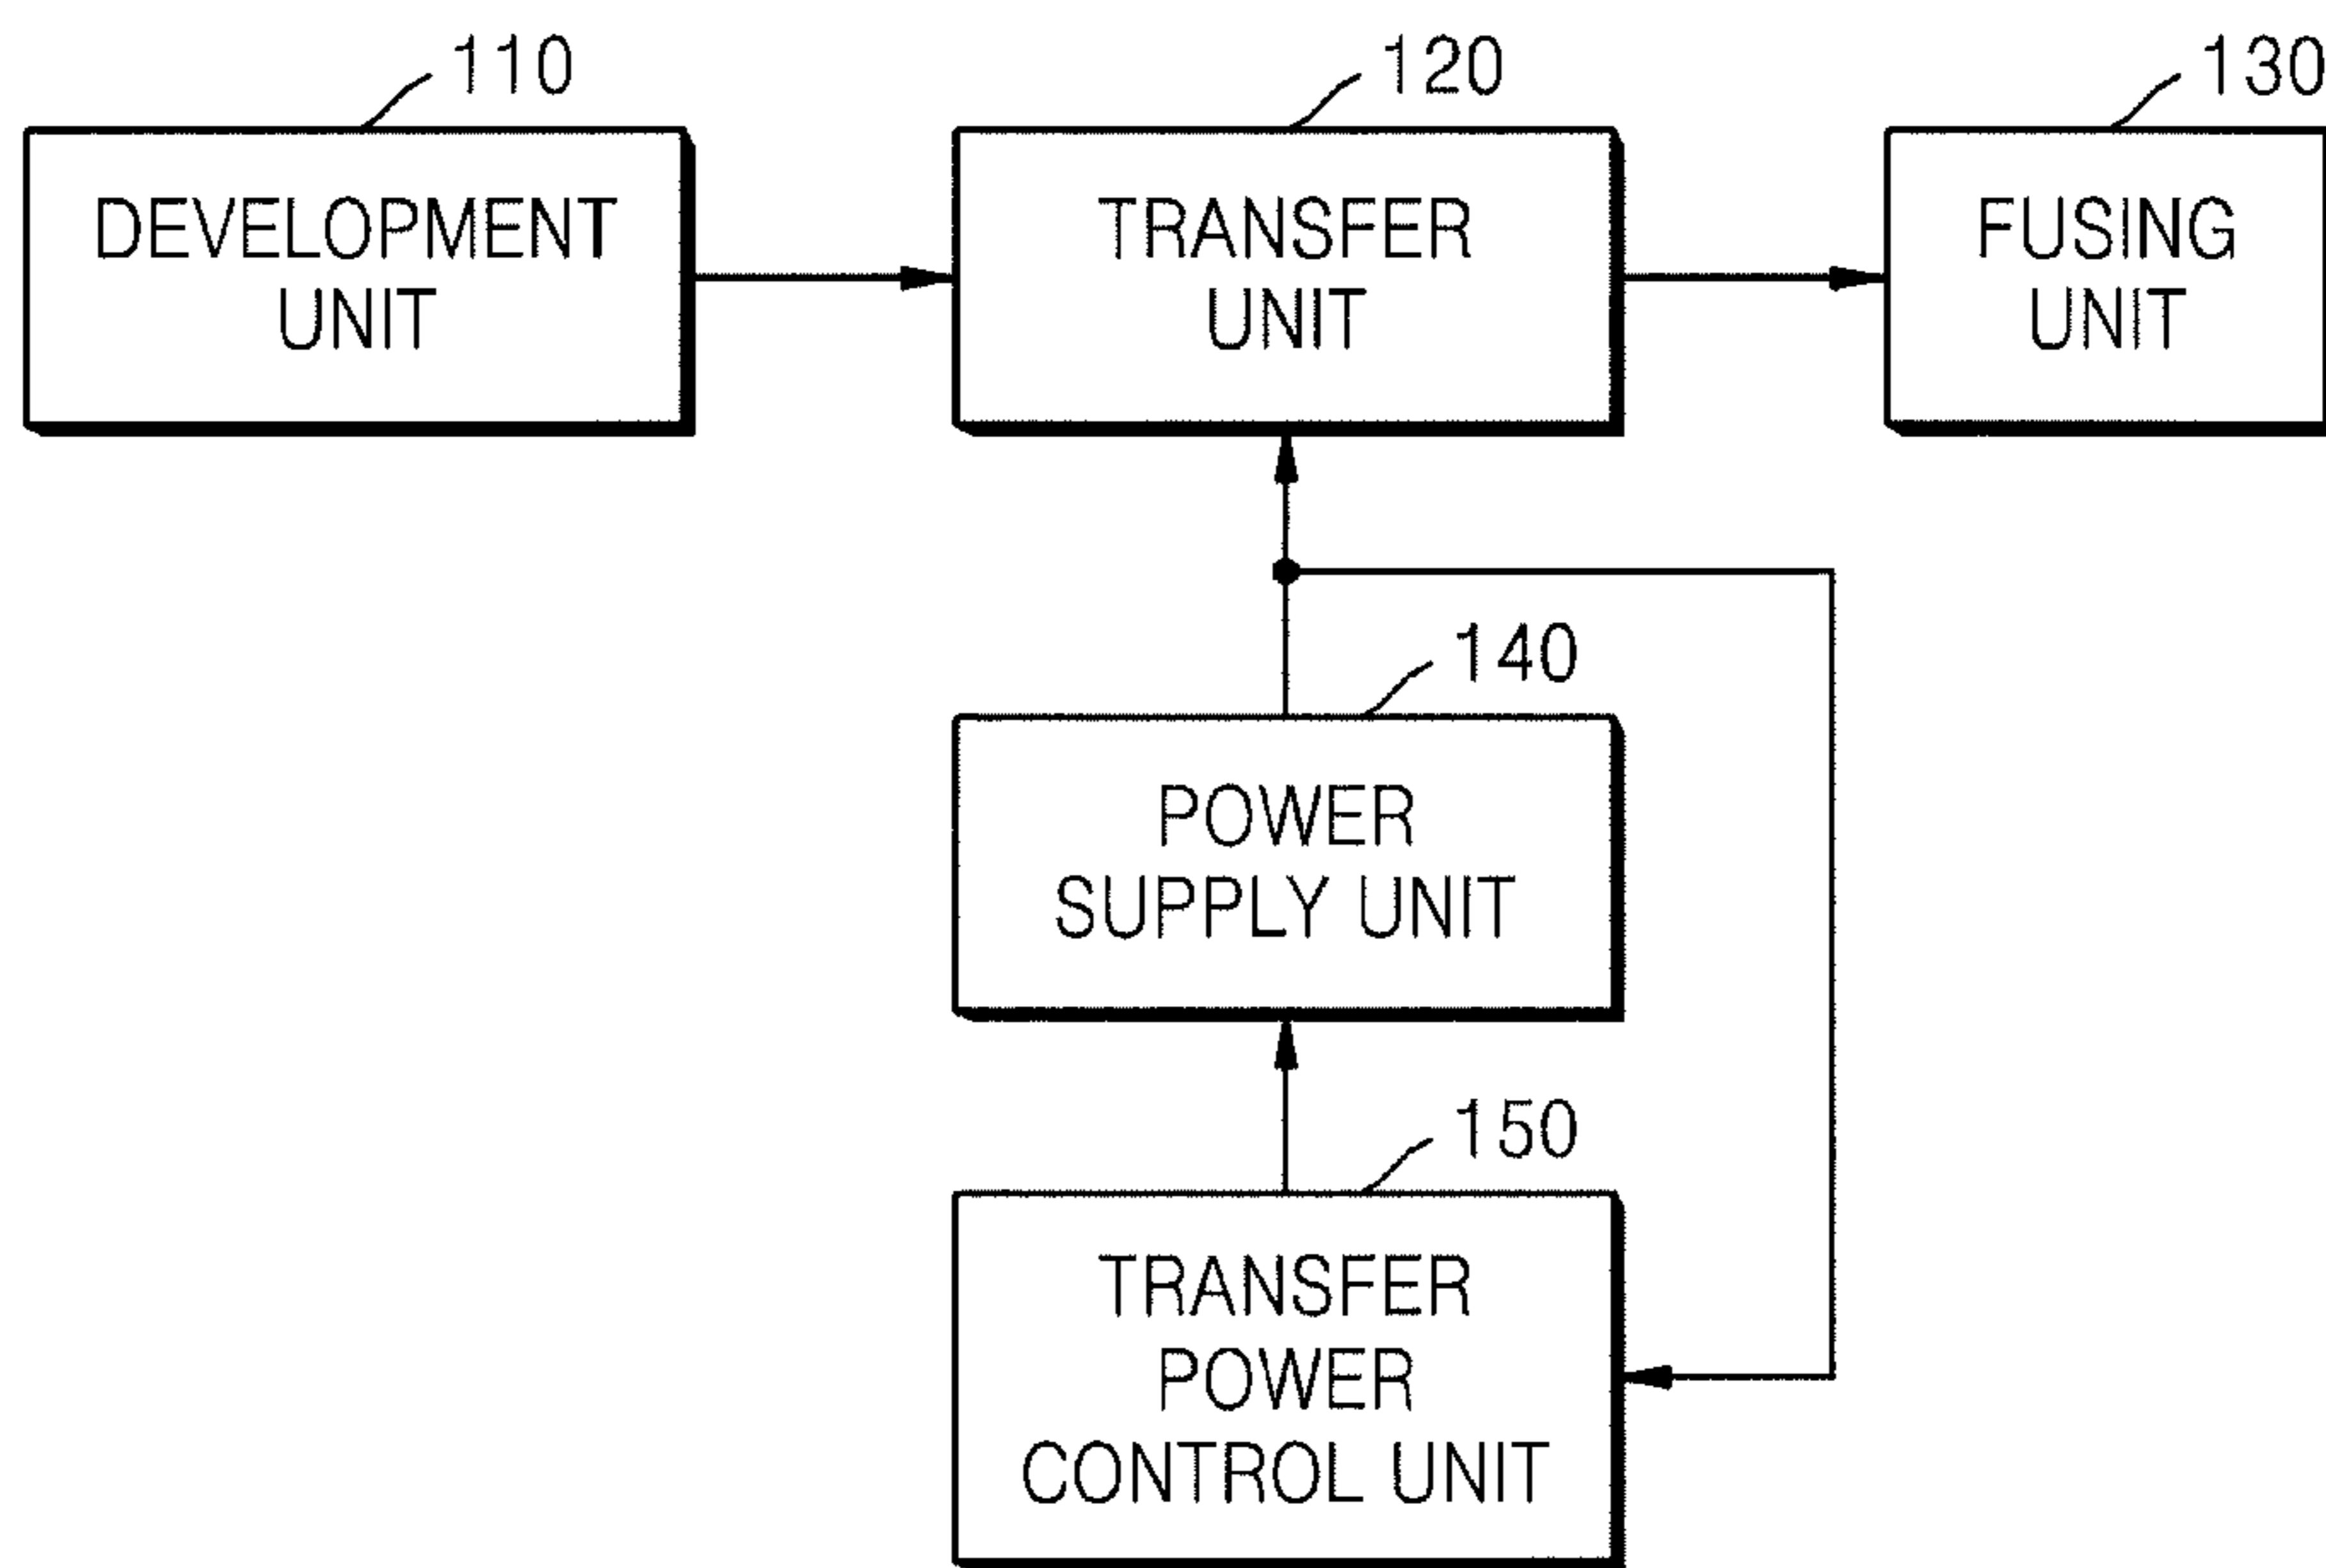 110
120
130
DEVELOPMENT
UNIT
TRANSFER
UNIT
FUSING
UNIT
140
POWER
SUPPLY UNIT
150
TRANSFER
POWER
CONTROL UNIT